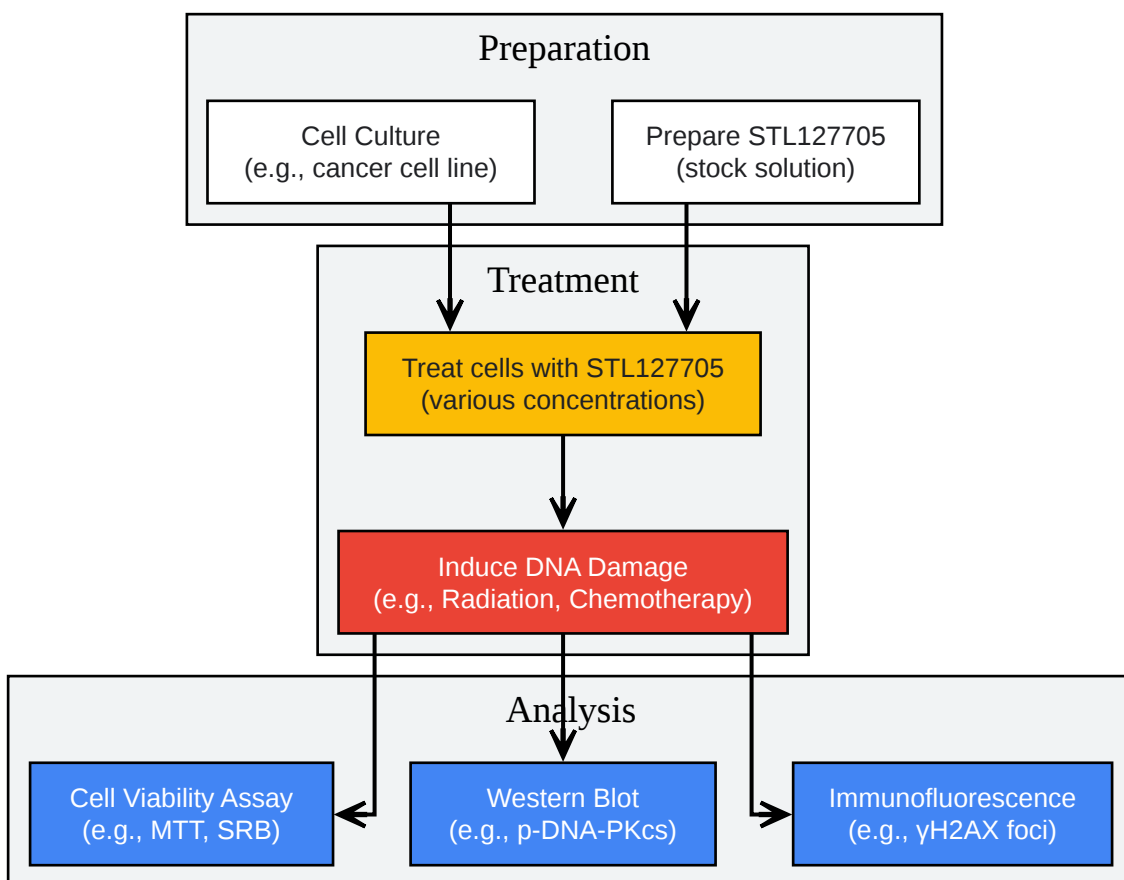 Preparation
Cell Culture
(e.g., cancer cell line)
Prepare STL127705
(stock solution)
Treatment
Treat cells with STL127705
(various concentrations)
Induce DNA Damage
(e.g., Radiation, Chemotherapy)
Analysis
Cell Viability Assay
(e.g., MTT, SRB)
Western Blot
(e.g., p-DNA-PKcs)
Immunofluorescence
(e.g., γH2AX foci)